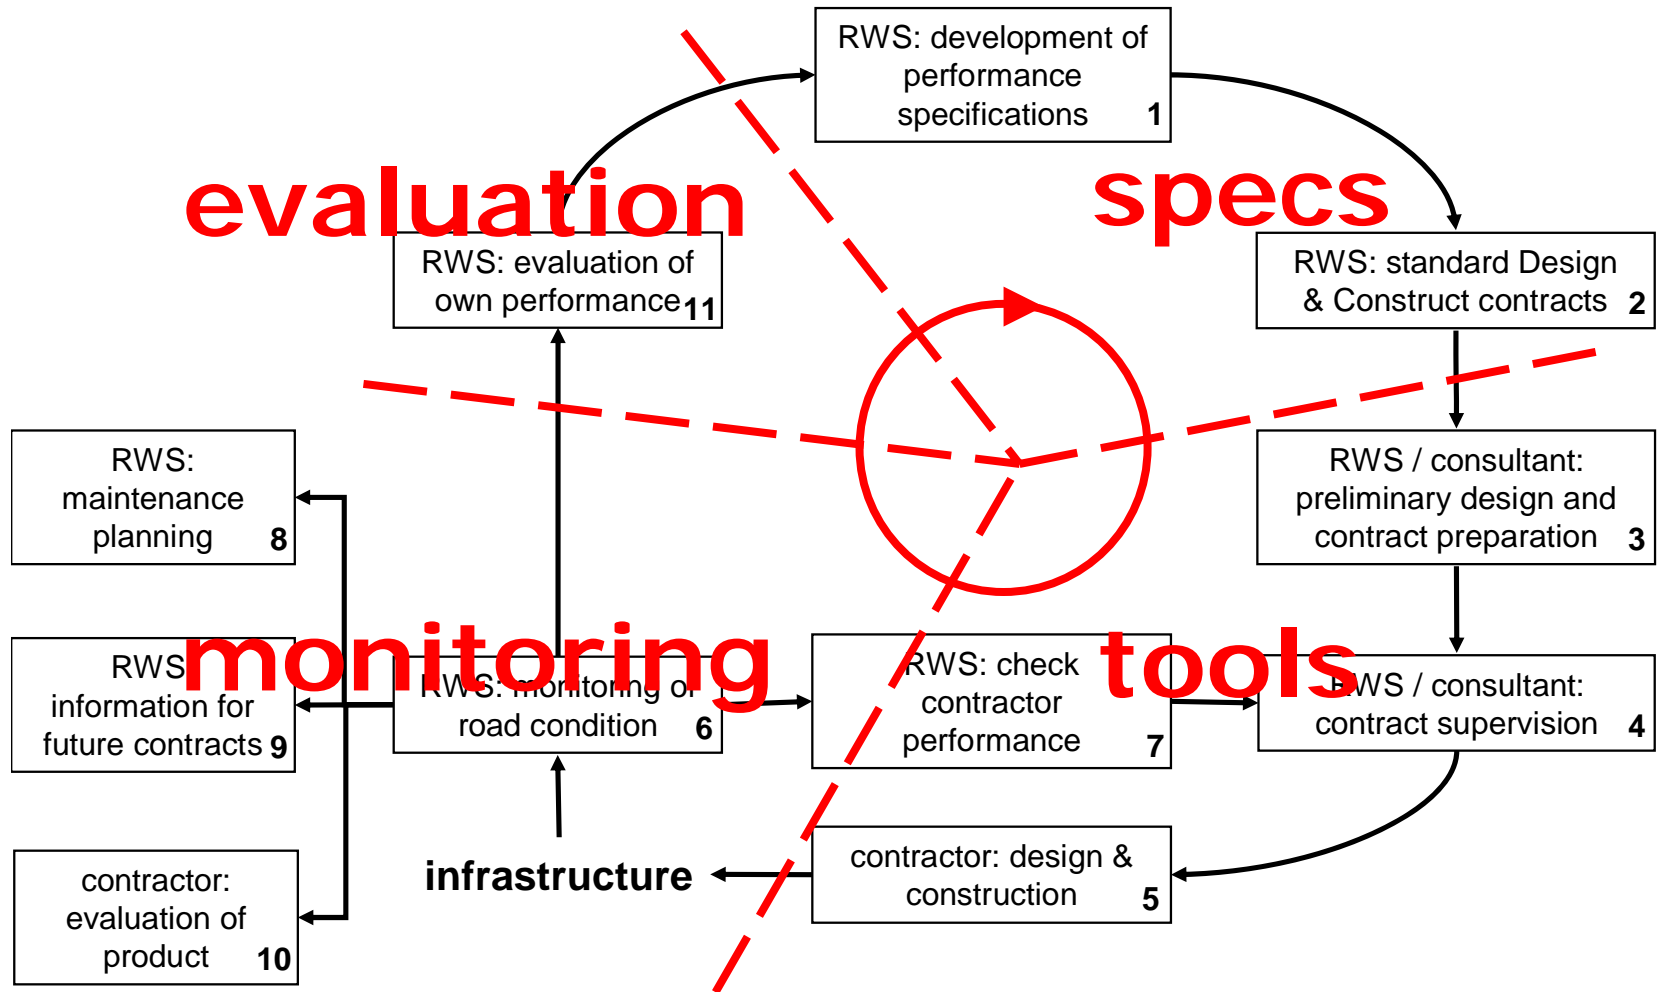 RWS: development of
performance
specifications 1
evaluation
specs
RWS: evaluation of
own performance 11
RWS: standard Design
& Construct contracts 2
RWS:
maintenance
planning 8
RWS / consultant:
preliminary design and
contract preparation 3
monitoring
tools
RWS:
information for
future contracts 9
RWS: monitoring of
road condition 6
RWS: check
contractor
performance 7
RWS / consultant:
contract supervision 4
infrastructure
contractor: design &
construction 5
contractor:
evaluation of
product 10